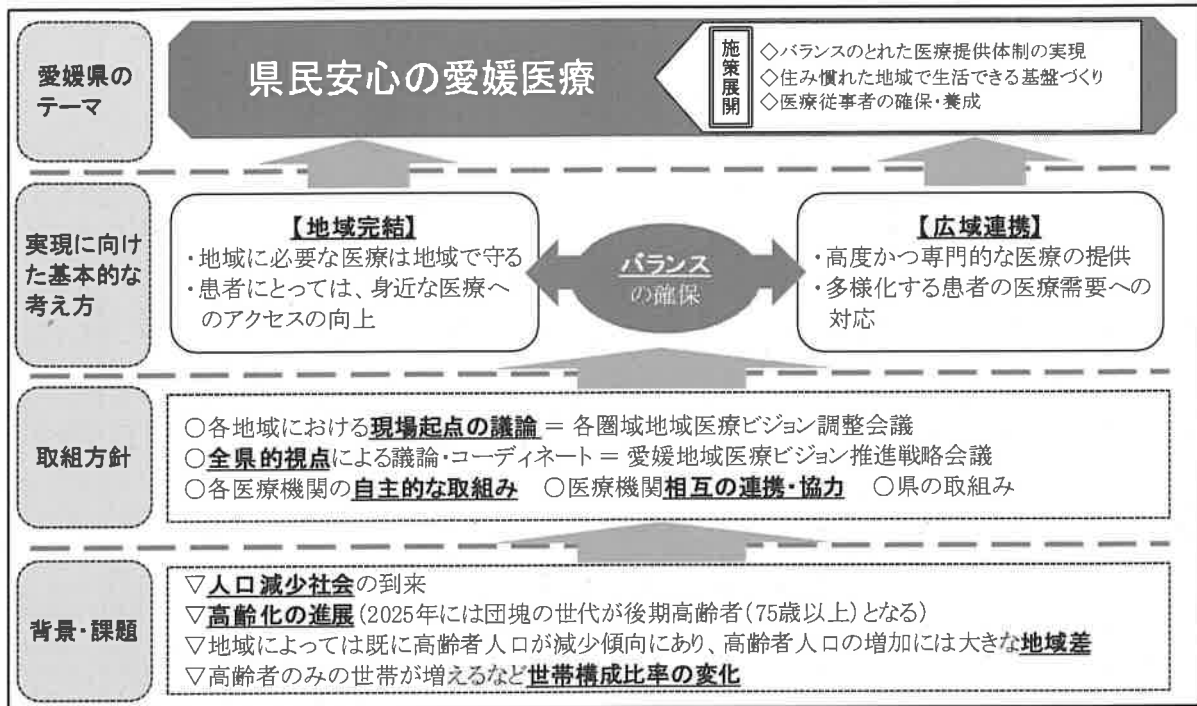 愛媛県の
テーマ
県民安心の愛媛医療
施策展開
◇バランスのとれた医療提供体制の実現
◇住み慣れた地域で生活できる基盤づくり
◇医療従事者の確保・養成
実現に向け
た基本的な
考え方
【地域完結】
・地域に必要な医療は地域で守る
・患者にとっては、身近な医療へ
のアクセスの向上
バランス
の確保
【広域連携】
・高度かつ専門的な医療の提供
・多様化する患者の医療需要への
対応
取組方針
○各地域における現場起点の議論 = 各圏域地域医療ビジョン調整会議
○全県的視点による議論・コーディネート = 愛媛地域医療ビジョン推進戦略会議
○各医療機関の自主的な取組み ○医療機関相互の連携・協力 ○県の取組み
背景・課題
▽人口減少社会の到来
▽高齢化の進展(2025年には団塊の世代が後期高齢者(75歳以上)となる)
▽地域によっては既に高齢者人口が減少傾向にあり、高齢者人口の増加には大きな地域差
▽高齢者のみの世帯が増えるなど世帯構成比率の変化